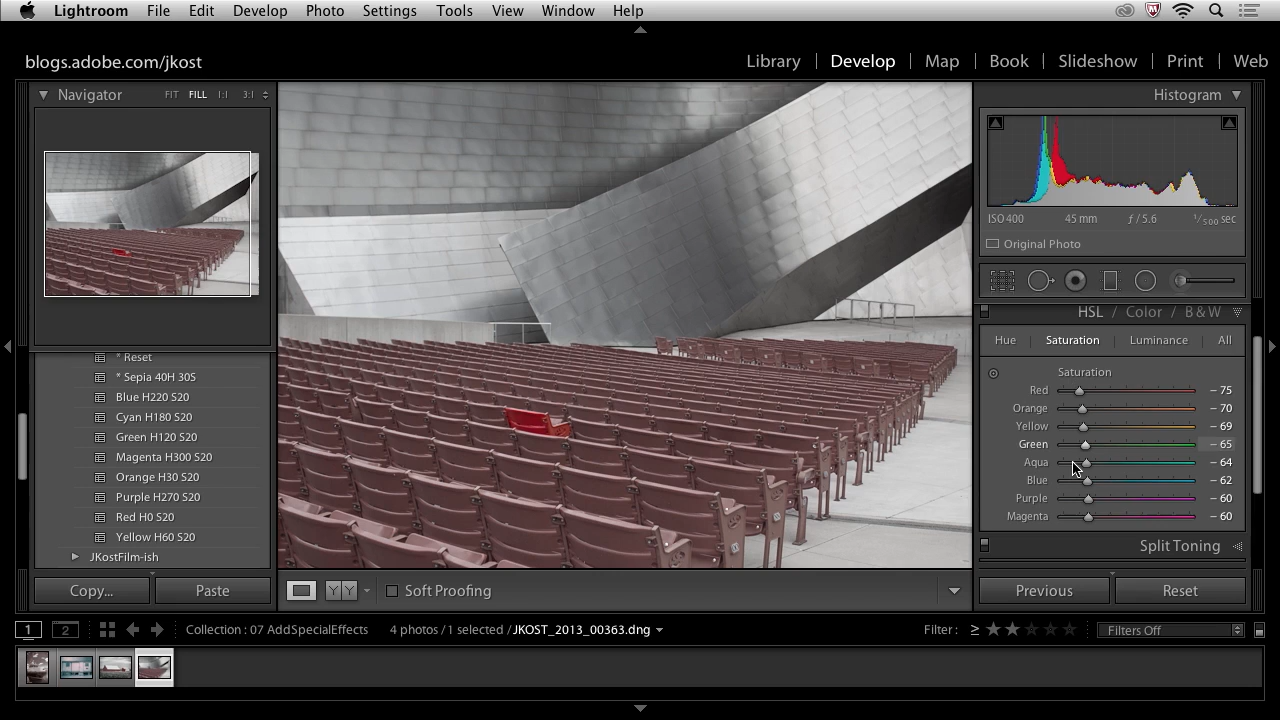 Lightroom File Edit Develop Photo Settings Tools View Window Help
blogs.adobe.com/jkost
Library Develop Map Book Slideshow Print Web
Navigator FIT FILL 1:1 3:1
* Reset
* Sepia 40H 30S
Blue H220 S20
Cyan H180 S20
Green H120 S20
Magenta H300 S20
Orange H30 S20
Purple H270 S20
Red H0 S20
Yellow H60 S20
JKostFilm-ish
Copy... Paste
Histogram
ISO 400 45 mm ƒ / 5.6 1/500 sec
Original Photo
HSL / Color / B & W
Hue Saturation Luminance All
Saturation
Red – 75
Orange – 70
Yellow – 69
Green – 65
Aqua – 64
Blue – 62
Purple – 60
Magenta – 60
Split Toning
Previous Reset
Y Y Soft Proofing
1 2 Collection : 07 AddSpecialEffects 4 photos / 1 selected / JKOST_2013_00363.dng Filter : ≥ ★★★★★ Filters Off